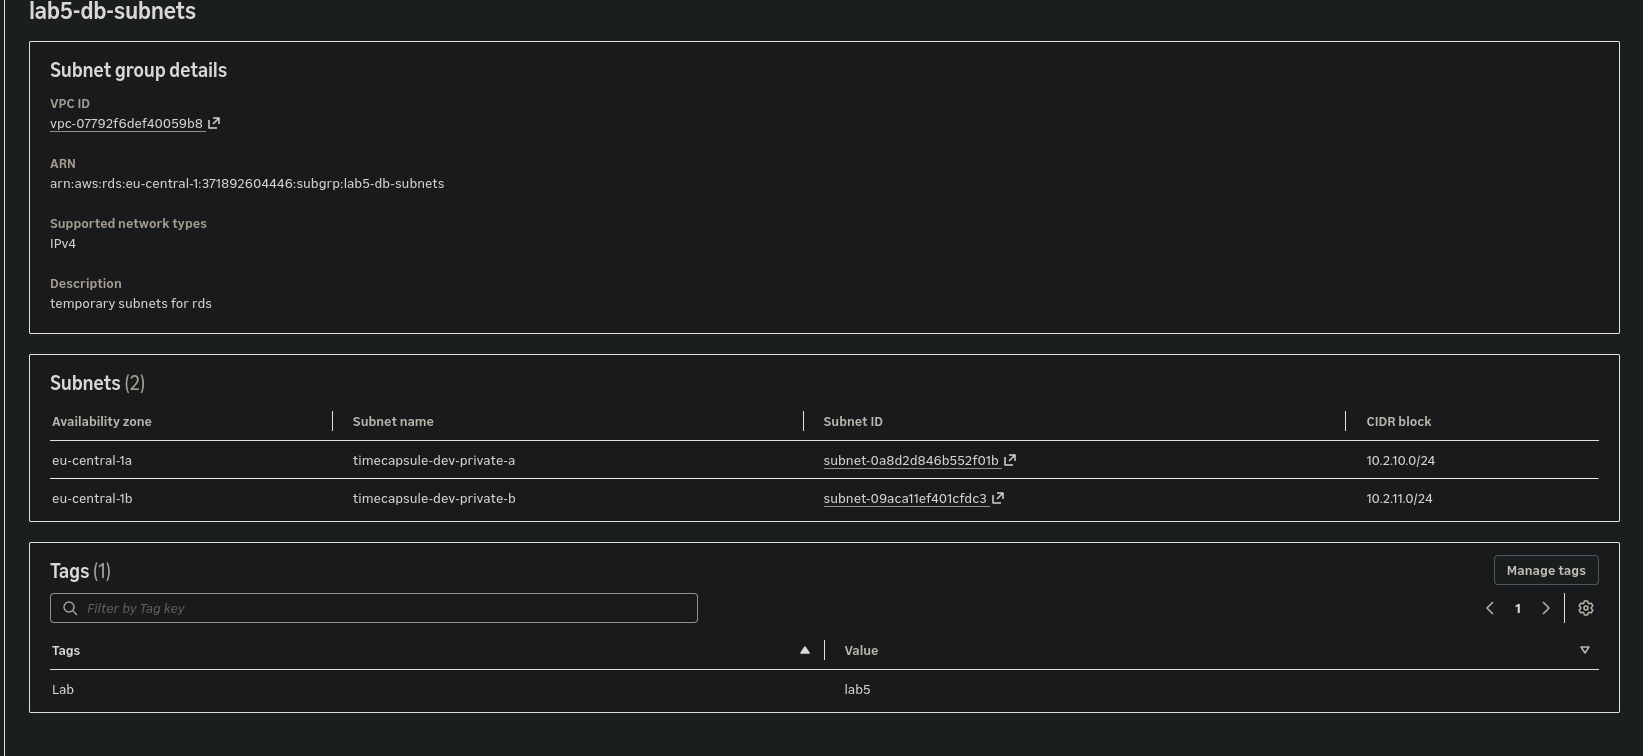 lab5-db-subnets
Subnet group details
VPC ID
vpc-07792f6def40059b8
ARN
arn:aws:rds:eu-central-1:371892604446:subgrp:lab5-db-subnets
Supported network types
IPv4
Description
temporary subnets for rds
Subnets (2)
Availability zone Subnet name Subnet ID CIDR block
eu-central-1a timecapsule-dev-private-a subnet-0a8d2d846b552f01b 10.2.10.0/24
eu-central-1b timecapsule-dev-private-b subnet-09aca11ef401cfdc3 10.2.11.0/24
Tags (1) Manage tags
Filter by Tag key 1
Tags Value
Lab lab5